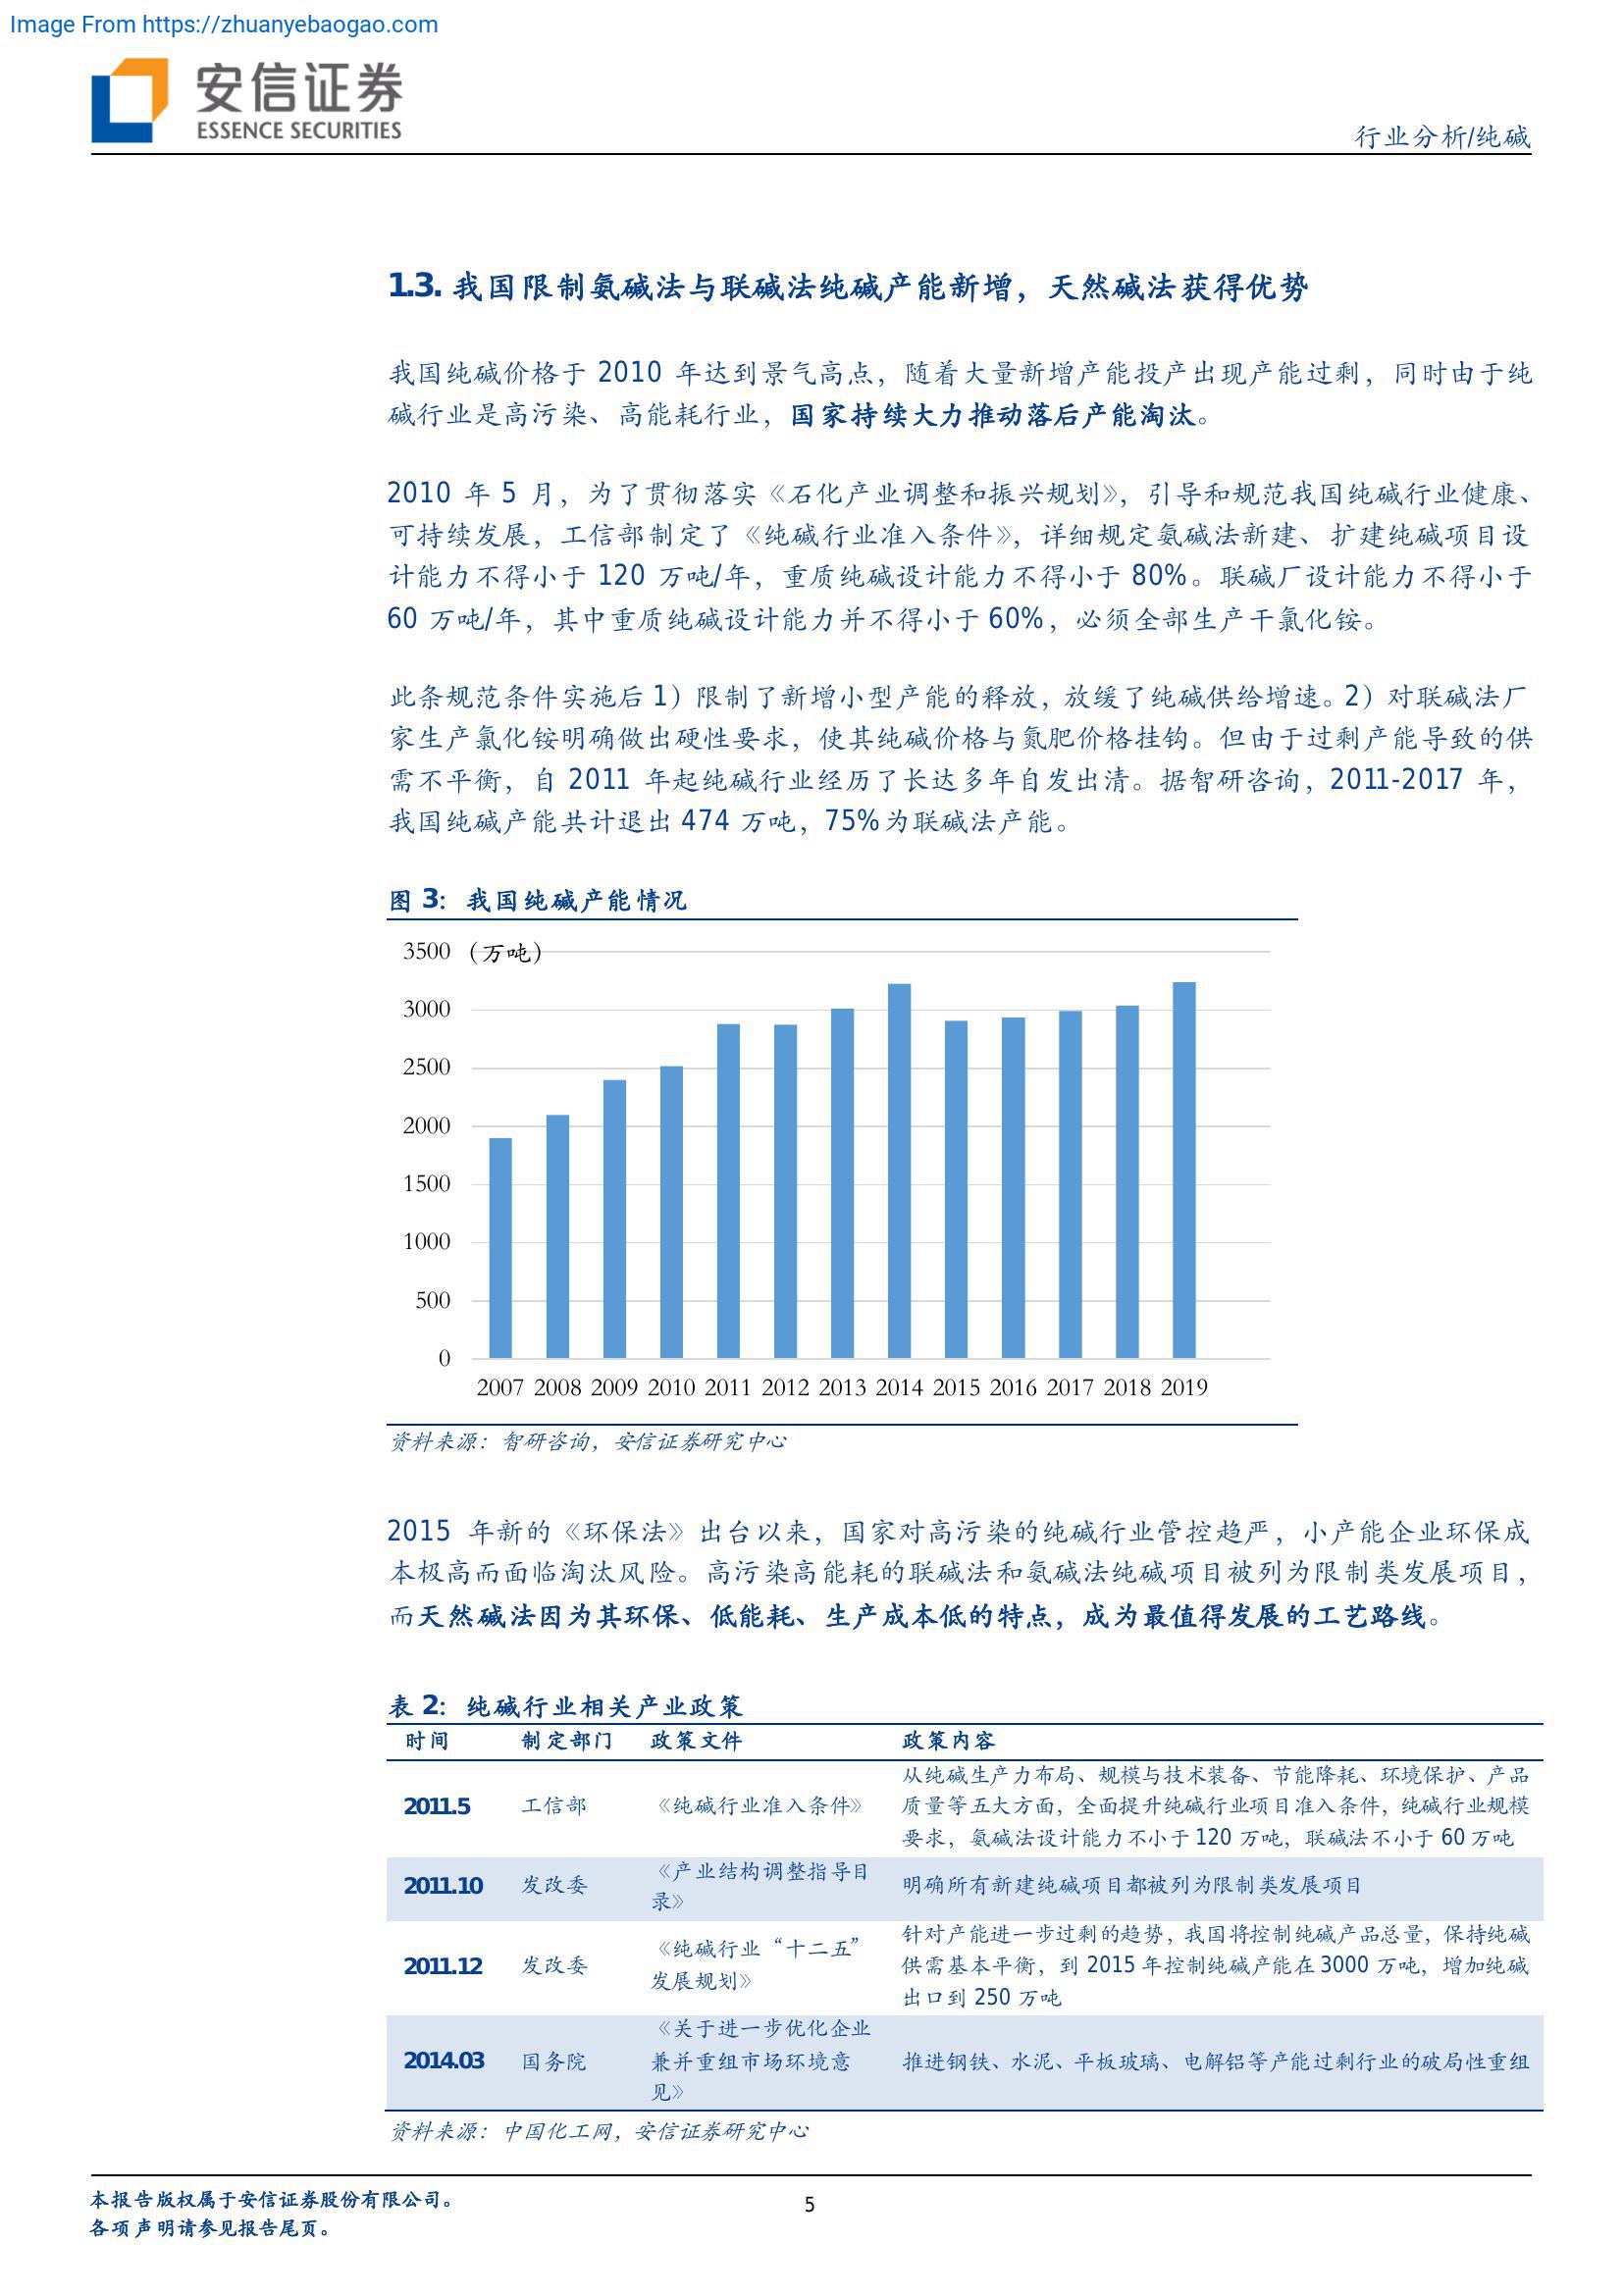 Image From https://zhuanyebaogao.com
安信证券
ESSENCE SECURITIES
行业分析/纯碱
1.3. 我国限制氨碱法与联碱法纯碱产能新增，天然碱法获得优势
我国纯碱价格于 2010 年达到景气高点，随着大量新增产能投产出现产能过剩，同时由于纯
碱行业是高污染、高能耗行业，国家持续大力推动落后产能淘汰。
2010 年 5 月，为了贯彻落实《石化产业调整和振兴规划》，引导和规范我国纯碱行业健康、
可持续发展，工信部制定了《纯碱行业准入条件》，详细规定氨碱法新建、扩建纯碱项目设
计能力不得小于 120 万吨/年，重质纯碱设计能力不得小于 80%。联碱厂设计能力不得小于
60 万吨/年，其中重质纯碱设计能力并不得小于 60%，必须全部生产干氯化铵。
此条规范条件实施后 1）限制了新增小型产能的释放，放缓了纯碱供给增速。2）对联碱法厂
家生产氯化铵明确做出硬性要求，使其纯碱价格与氮肥价格挂钩。但由于过剩产能导致的供
需不平衡，自 2011 年起纯碱行业经历了长达多年自发出清。据智研咨询，2011-2017 年，
我国纯碱产能共计退出 474 万吨，75%为联碱法产能。
图 3：我国纯碱产能情况
3500 （万吨）
3000
2500
2000
1500
1000
500
0
2007 2008 2009 2010 2011 2012 2013 2014 2015 2016 2017 2018 2019
资料来源：智研咨询，安信证券研究中心
2015 年新的《环保法》出台以来，国家对高污染的纯碱行业管控趋严，小产能企业环保成
本极高而面临淘汰风险。高污染高能耗的联碱法和氨碱法纯碱项目被列为限制类发展项目，
而天然碱法因为其环保、低能耗、生产成本低的特点，成为最值得发展的工艺路线。
表 2：纯碱行业相关产业政策
时间 制定部门 政策文件 政策内容
从纯碱生产力布局、规模与技术装备、节能降耗、环境保护、产品
2011.5 工信部 《纯碱行业准入条件》 质量等五大方面，全面提升纯碱行业项目准入条件，纯碱行业规模
要求，氨碱法设计能力不小于 120 万吨，联碱法不小于 60 万吨
《产业结构调整指导目
2011.10 发改委 明确所有新建纯碱项目都被列为限制类发展项目
录》
针对产能进一步过剩的趋势，我国将控制纯碱产品总量，保持纯碱
《纯碱行业“十二五”
2011.12 发改委 供需基本平衡，到 2015 年控制纯碱产能在 3000 万吨，增加纯碱
发展规划》
出口到 250 万吨
《关于进一步优化企业
2014.03 国务院 兼并重组市场环境意 推进钢铁、水泥、平板玻璃、电解铝等产能过剩行业的破局性重组
见》
资料来源：中国化工网，安信证券研究中心
本报告版权属于安信证券股份有限公司。
5
各项声明请参见报告尾页。